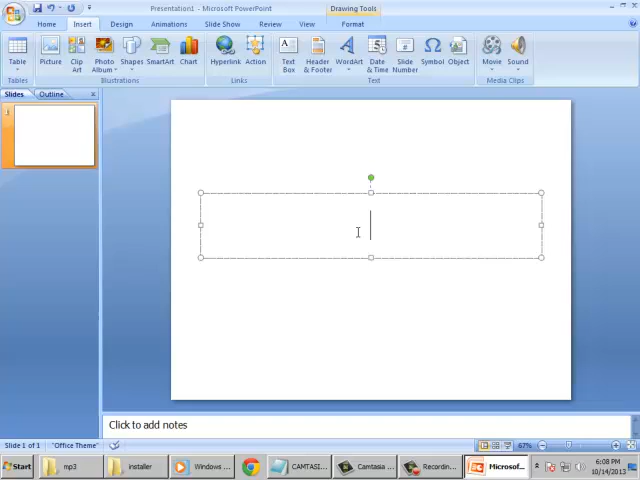 Presentation1 - Microsoft PowerPoint
Drawing Tools
Home Insert Design Animations Slide Show Review View Format
Table Picture Clip Art Photo Album Shapes SmartArt Chart Hyperlink Action Text Box Header & Footer WordArt Date & Time Slide Number Symbol Object Movie Sound
Tables Illustrations Links Text Media Clips
Slides Outline
1
Click to add notes
Slide 1 of 1 "Office Theme" 67%
Start mp3 installer Windows ... CAMTASI... Camtasia ... Recordin... Microsof... 6:08 PM
10/14/2013